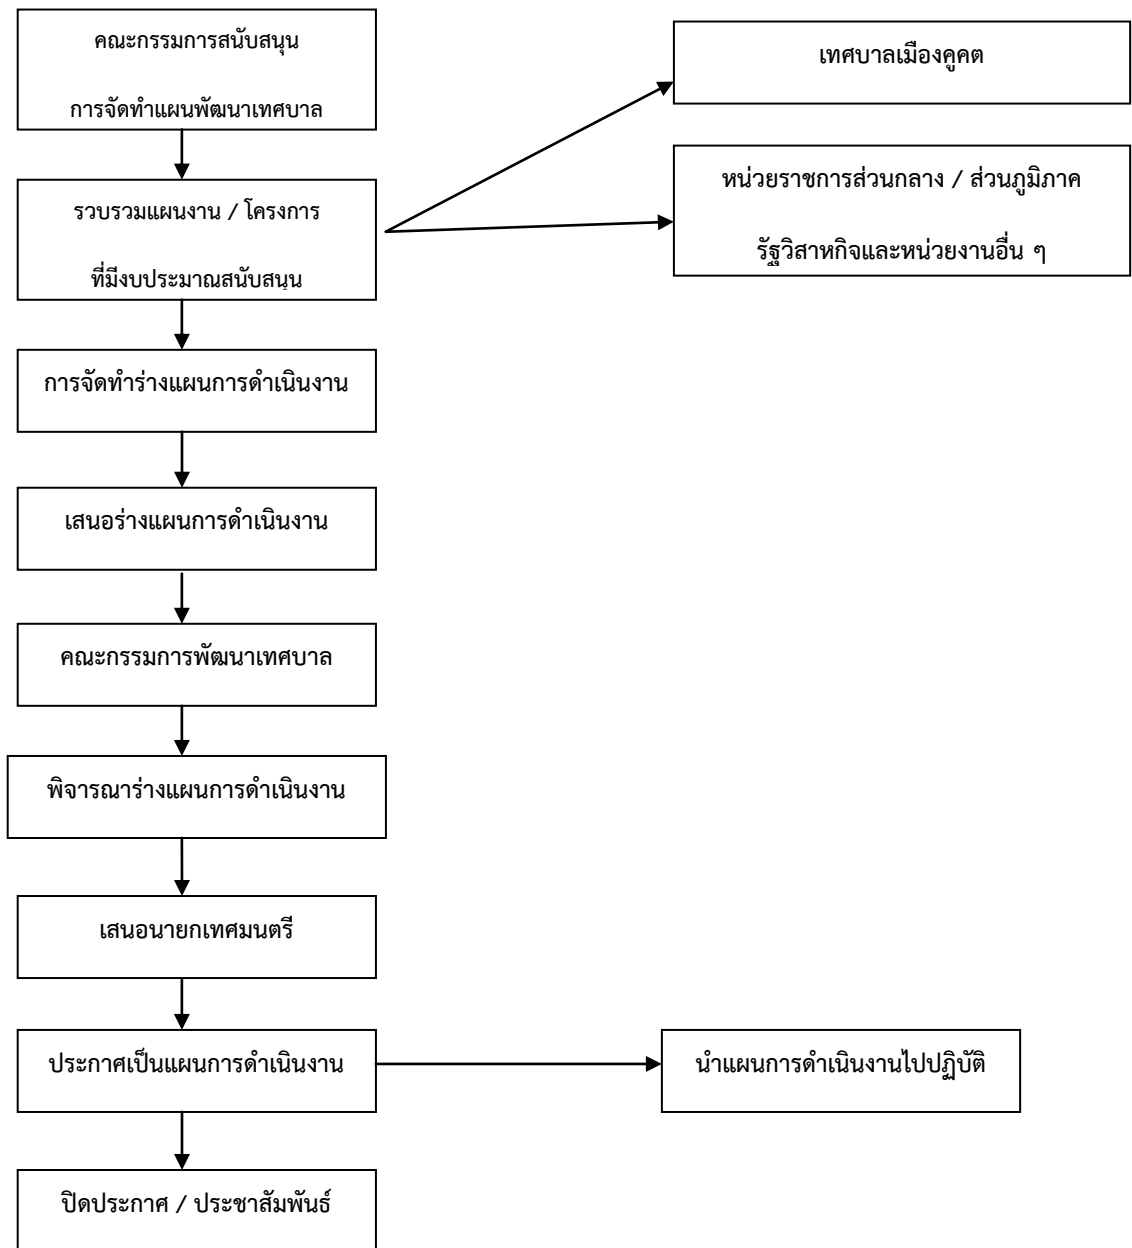 คณะกรรมการสนับสนุน
การจัดทำแผนพัฒนาเทศบาล
เทศบาลเมืองคูคต
รวบรวมแผนงาน / โครงการ
ที่มีงบประมาณสนับสนุน
หน่วยราชการส่วนกลาง / ส่วนภูมิภาค
รัฐวิสาหกิจและหน่วยงานอื่น ๆ
การจัดทำร่างแผนการดำเนินงาน
เสนอร่างแผนการดำเนินงาน
คณะกรรมการพัฒนาเทศบาล
พิจารณาร่างแผนการดำเนินงาน
เสนอนายกเทศมนตรี
ประกาศเป็นแผนการดำเนินงาน
นำแผนการดำเนินงานไปปฏิบัติ
ปิดประกาศ / ประชาสัมพันธ์